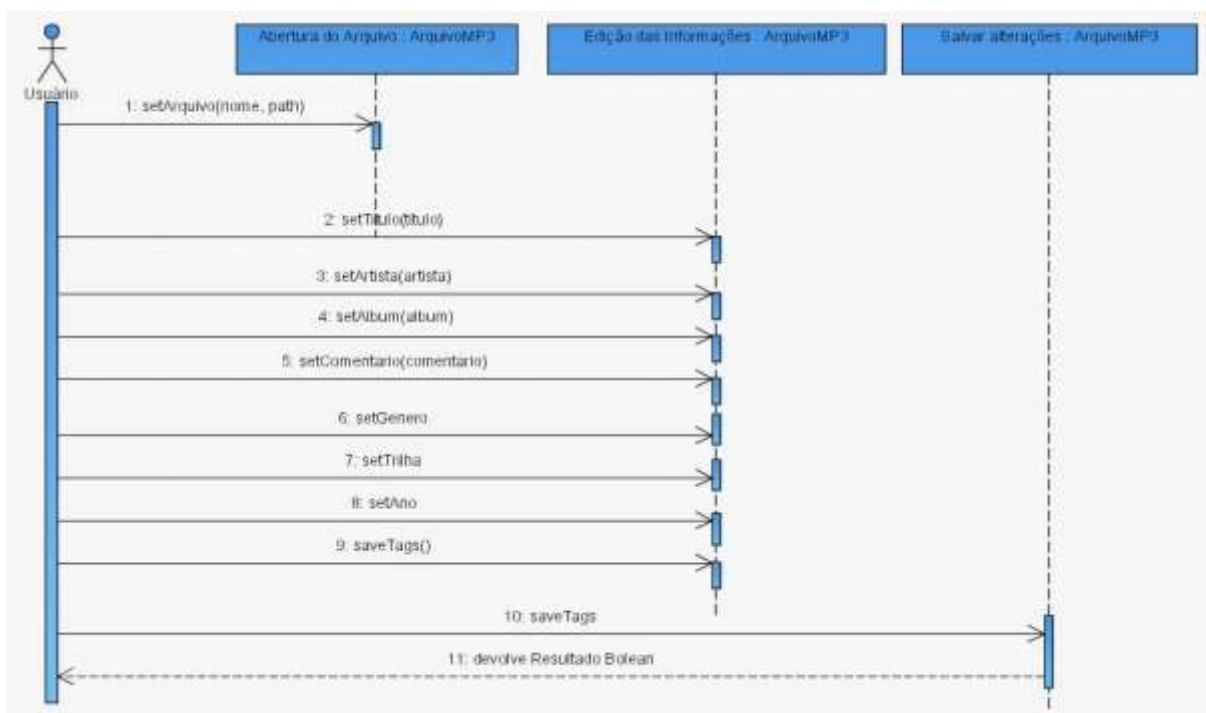 Abertura do Arquivo : ArquivoMP3
Edição das Informações : ArquivoMP3
Salvar alterações : ArquivoMP3
Usuário
1: setArquivo(nome, path)
2: setTitulo(titulo)
3: setArtista(artista)
4: setAlbum(album)
5: setComentario(comentario)
6: setGenero
7: setTrilha
8: setAno
9: saveTags()
10: saveTags
11: devolve Resultado Bolean